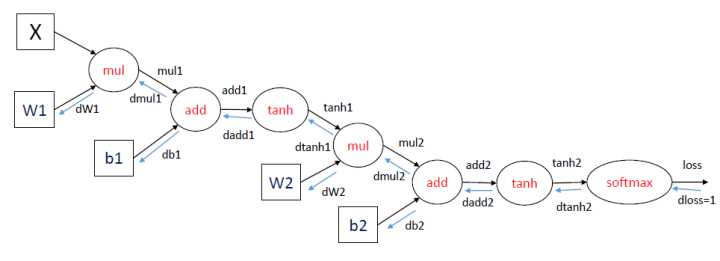 X
mul
mul1
W1
dW1
dmul1
add
add1
b1
db1
dadd1
tanh
tanh1
W2
dW2
dtanh1
mul
mul2
dmul2
b2
db2
add
add2
dadd2
tanh
tanh2
dtanh2
softmax
loss
dloss=1